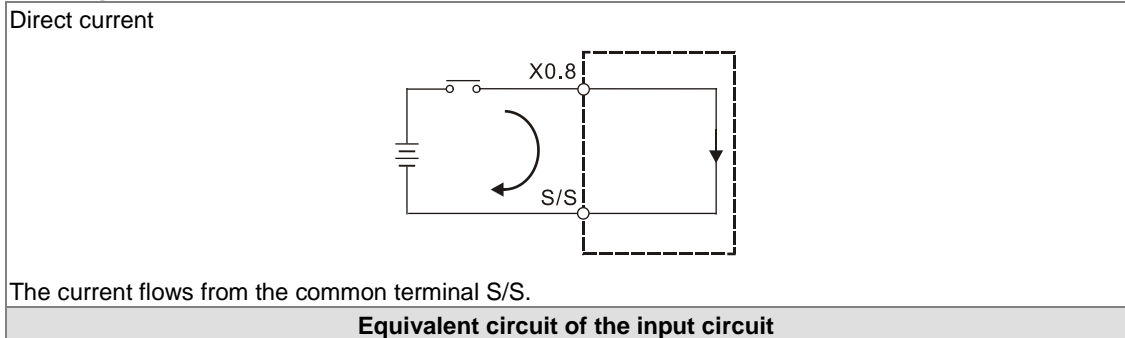 Direct current
X0.8
S/S
The current flows from the common terminal S/S.
Equivalent circuit of the input circuit